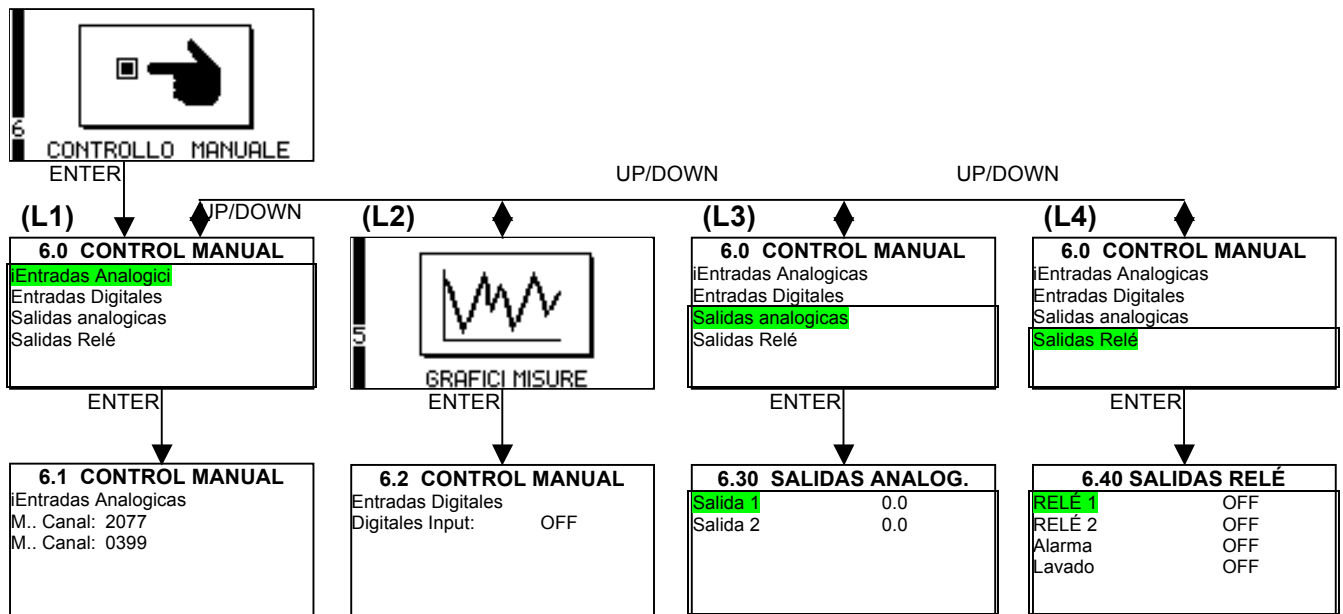 6
CONTROLLO MANUALE
ENTER
UP/DOWN
UP/DOWN
(L1)
UP/DOWN
(L2)
(L3)
(L4)
6.0 CONTROL MANUAL
iEntradas Analogici
Entradas Digitales
Salidas analogicas
Salidas Relé
5
GRAFICI MISURE
6.0 CONTROL MANUAL
iEntradas Analogicas
Entradas Digitales
Salidas analogicas
Salidas Relé
6.0 CONTROL MANUAL
iEntradas Analogicas
Entradas Digitales
Salidas analogicas
Salidas Relé
ENTER
ENTER
ENTER
ENTER
6.1 CONTROL MANUAL
iEntradas Analogicas
M.. Canal: 2077
M.. Canal: 0399
6.2 CONTROL MANUAL
Entradas Digitales
Digitales Input: OFF
6.30 SALIDAS ANALOG.
Salida 1 0.0
Salida 2 0.0
6.40 SALIDAS RELÉ
RELÉ 1 OFF
RELÉ 2 OFF
Alarma OFF
Lavado OFF